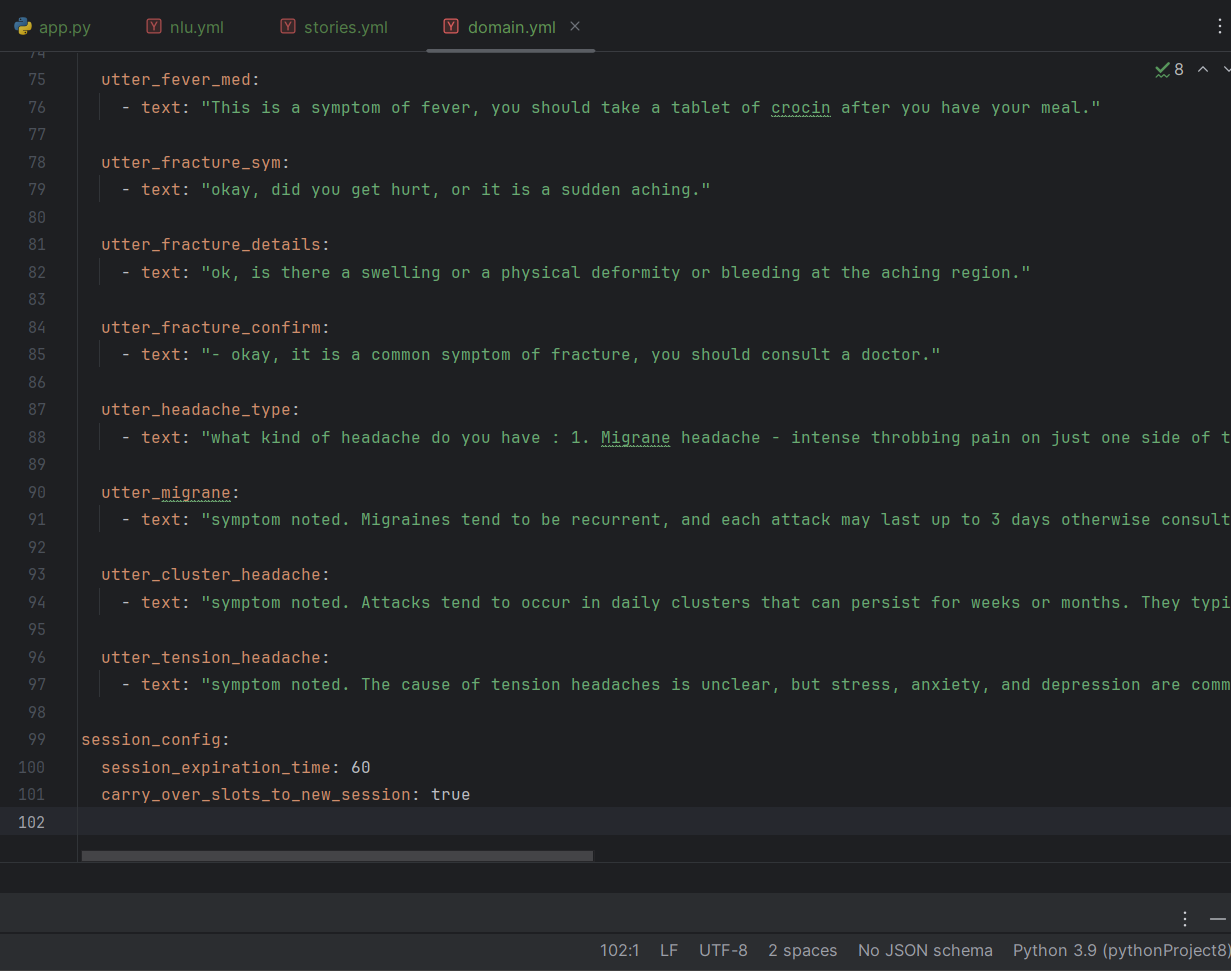 app.py nlu.yml stories.yml domain.yml
8
75 utter_fever_med:
76 - text: "This is a symptom of fever, you should take a tablet of crocin after you have your meal."
77
78 utter_fracture_sym:
79 - text: "okay, did you get hurt, or it is a sudden aching."
80
81 utter_fracture_details:
82 - text: "ok, is there a swelling or a physical deformity or bleeding at the aching region."
83
84 utter_fracture_confirm:
85 - text: "- okay, it is a common symptom of fracture, you should consult a doctor."
86
87 utter_headache_type:
88 - text: "what kind of headache do you have : 1. Migrane headache - intense throbbing pain on just one side of t
89
90 utter_migrane:
91 - text: "symptom noted. Migraines tend to be recurrent, and each attack may last up to 3 days otherwise consult
92
93 utter_cluster_headache:
94 - text: "symptom noted. Attacks tend to occur in daily clusters that can persist for weeks or months. They typi
95
96 utter_tension_headache:
97 - text: "symptom noted. The cause of tension headaches is unclear, but stress, anxiety, and depression are comm
98
99 session_config:
100 session_expiration_time: 60
101 carry_over_slots_to_new_session: true
102
102:1 LF UTF-8 2 spaces No JSON schema Python 3.9 (pythonProject8)